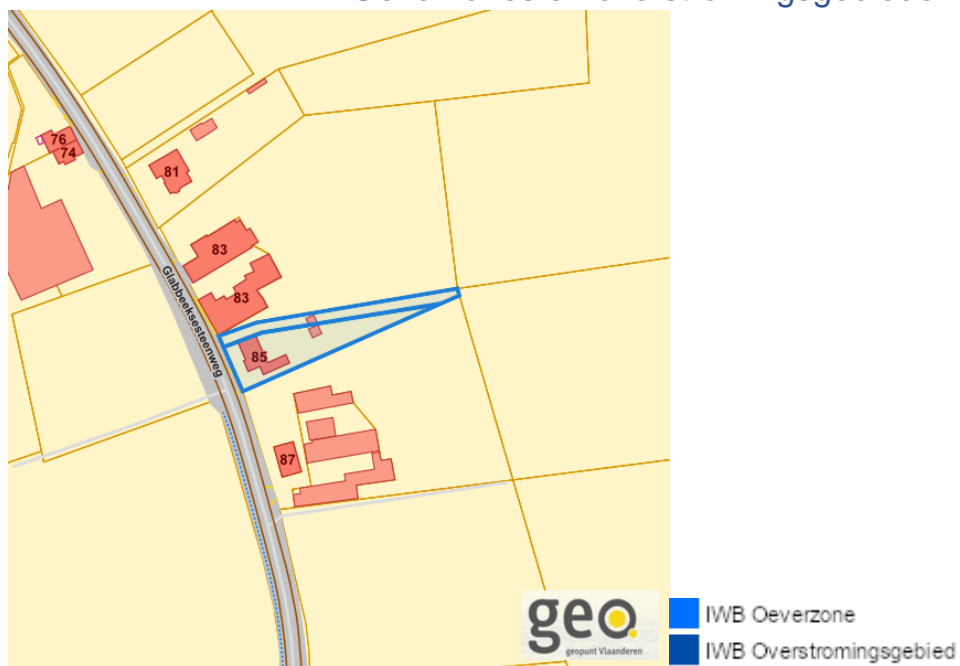 76
74
81
83
83
Glabbeeksesteenweg
85
87
geo.
geopunt Vlaanderen
IWB Oeverzone
IWB Overstromingsgebied